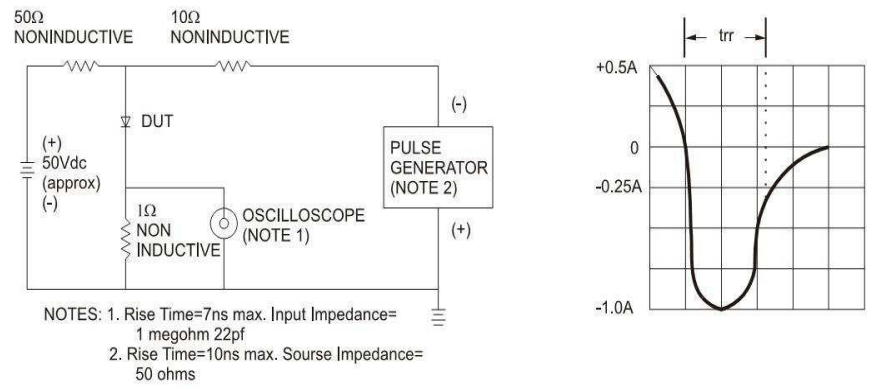 50Ω
NONINDUCTIVE
10Ω
NONINDUCTIVE
DUT
(+)
50Vdc
(approx)
(-)
1Ω
NON
INDUCTIVE
OSCILLOSCOPE
(NOTE 1)
(-)
PULSE
GENERATOR
(NOTE 2)
(+)
NOTES: 1. Rise Time=7ns max. Input Impedance=
1 megohm 22pf
2. Rise Time=10ns max. Sourse Impedance=
50 ohms
trr
+0.5A
0
-0.25A
-1.0A